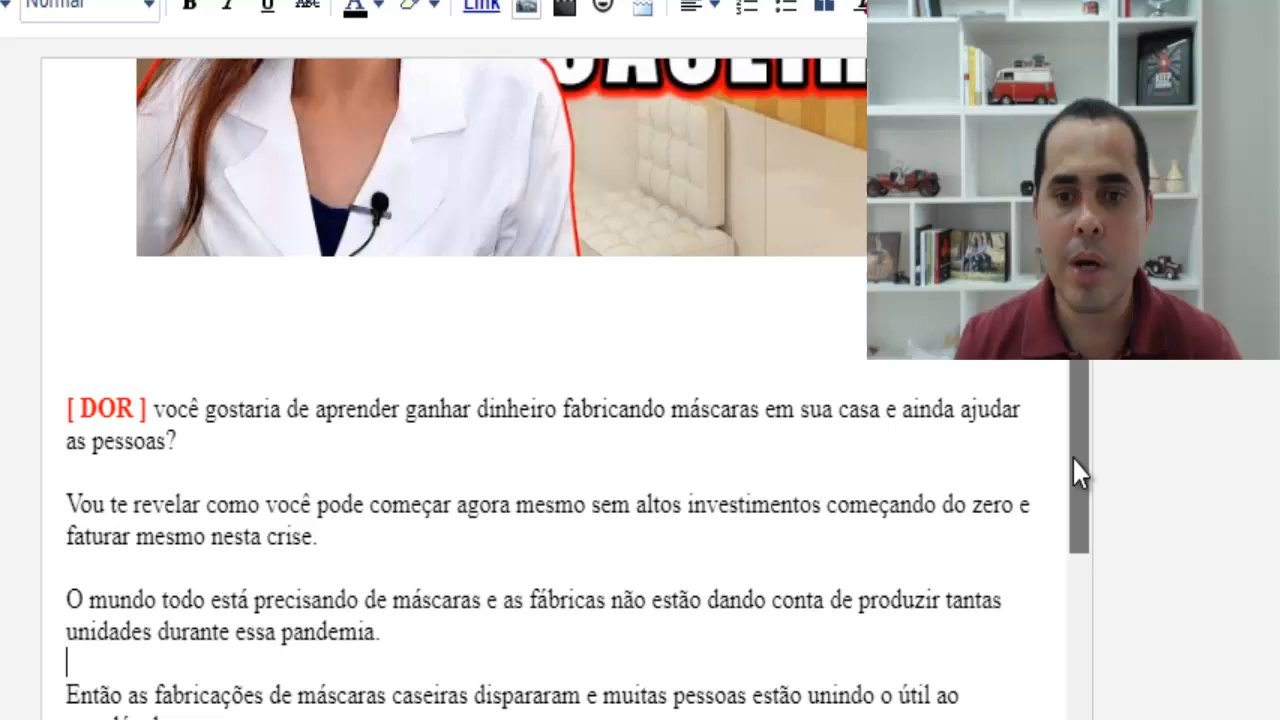 Normal
B I U ABC A Link
[ DOR ] você gostaria de aprender ganhar dinheiro fabricando máscaras em sua casa e ainda ajudar
as pessoas?
Vou te revelar como você pode começar agora mesmo sem altos investimentos começando do zero e
faturar mesmo nesta crise.
O mundo todo está precisando de máscaras e as fábricas não estão dando conta de produzir tantas
unidades durante essa pandemia.
Então as fabricações de máscaras caseiras dispararam e muitas pessoas estão unindo o útil ao